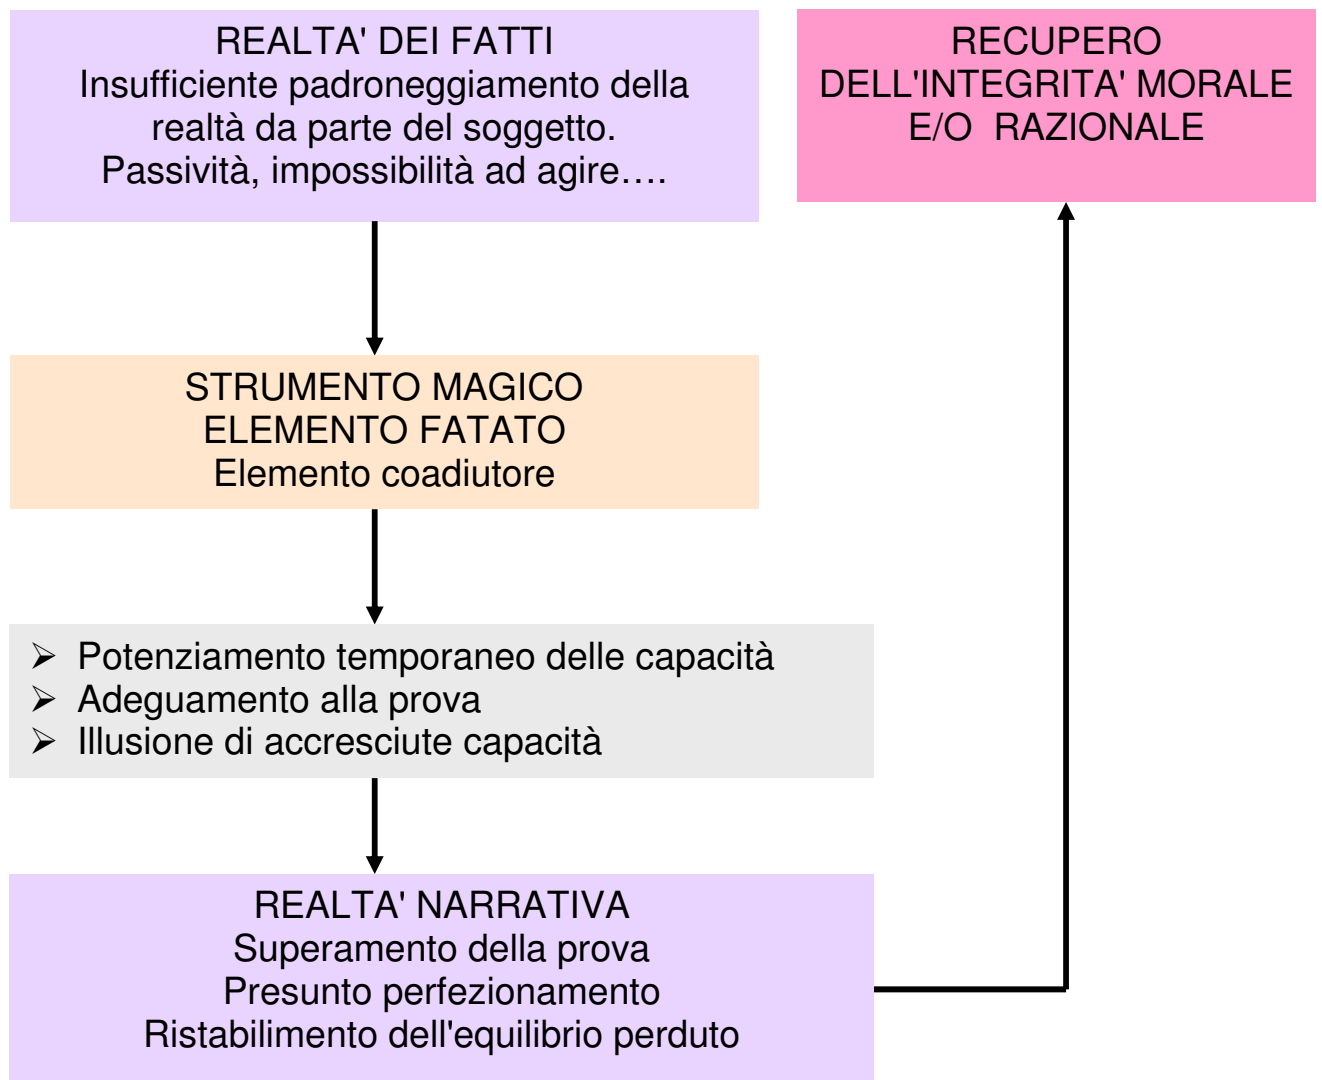 REALTA' DEI FATTI
Insufficiente padroneggiamento della
realtà da parte del soggetto.
Passività, impossibilità ad agire….
RECUPERO
DELL'INTEGRITA' MORALE
E/O RAZIONALE
STRUMENTO MAGICO
ELEMENTO FATATO
Elemento coadiutore
➢ Potenziamento temporaneo delle capacità
➢ Adeguamento alla prova
➢ Illusione di accresciute capacità
REALTA' NARRATIVA
Superamento della prova
Presunto perfezionamento
Ristabilimento dell'equilibrio perduto